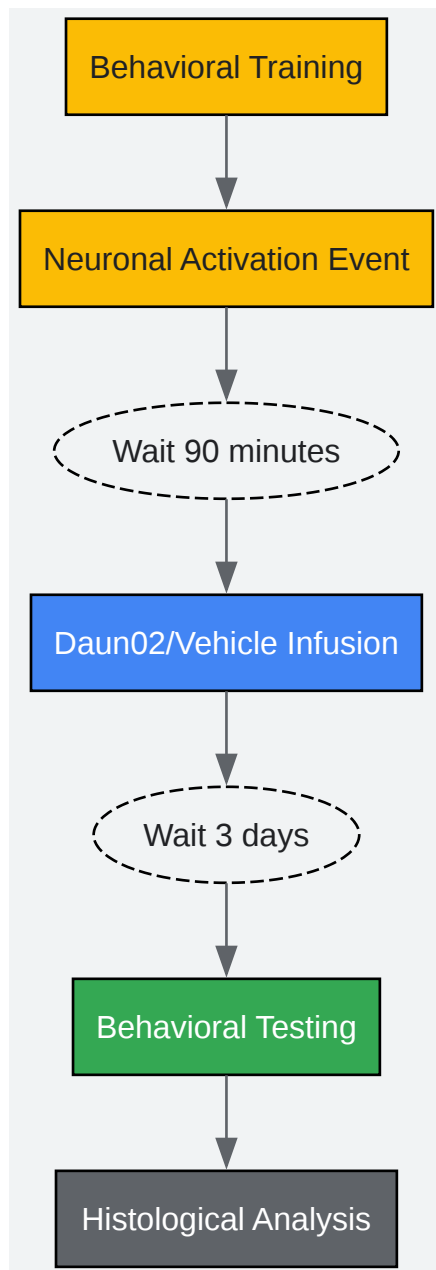 Behavioral Training
Neuronal Activation Event
Wait 90 minutes
Daun02/Vehicle Infusion
Wait 3 days
Behavioral Testing
Histological Analysis